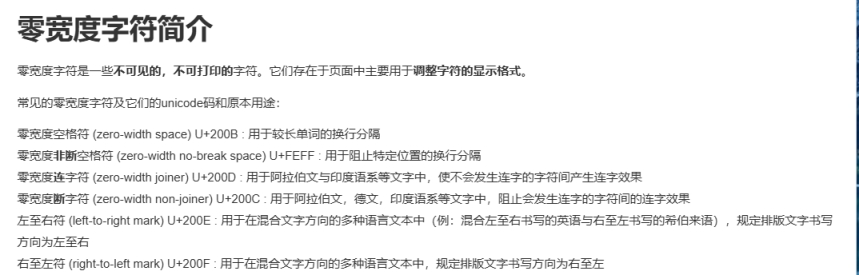 零宽度字符简介
零宽度字符是一些不可见的，不可打印的字符。它们存在于页面中主要用于调整字符的显示格式。
常见的零宽度字符及它们的unicode码和原本用途：
零宽度空格符 (zero-width space) U+200B : 用于较长单词的换行分隔
零宽度非断空格符 (zero-width no-break space) U+FEFF : 用于阻止特定位置的换行分隔
零宽度连字符 (zero-width joiner) U+200D : 用于阿拉伯文与印度语系等文字中，使不会发生连字的字符间产生连字效果
零宽度断字符 (zero-width non-joiner) U+200C : 用于阿拉伯文，德文，印度语系等文字中，阻止会发生连字的字符间的连字效果
左至右符 (left-to-right mark) U+200E : 用于在混合文字方向的多种语言文本中（例：混合左至右书写的英语与右至左书写的希伯来语），规定排版文字书写
方向为左至右
右至左符 (right-to-left mark) U+200F : 用于在混合文字方向的多种语言文本中，规定排版文字书写方向为右至左